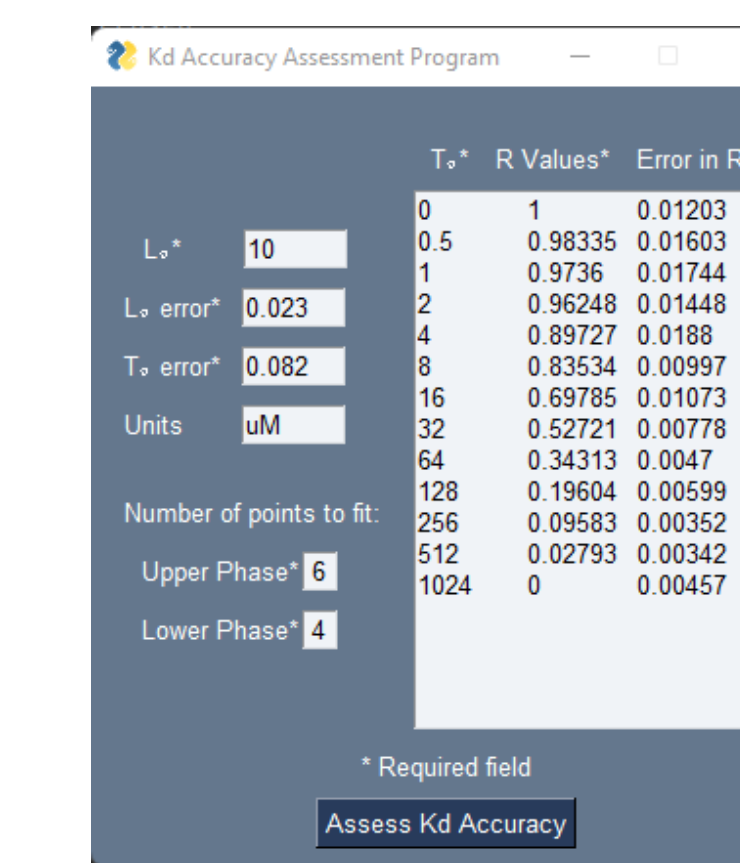 Kd Accuracy Assessment Program
T₀* R Values* Error in R
0 1 0.01203
0.5 0.98335 0.01603
1 0.9736 0.01744
2 0.96248 0.01448
4 0.89727 0.0188
8 0.83534 0.00997
16 0.69785 0.01073
32 0.52721 0.00778
64 0.34313 0.0047
128 0.19604 0.00599
256 0.09583 0.00352
512 0.02793 0.00342
1024 0 0.00457
L₀* 10
L₀ error* 0.023
T₀ error* 0.082
Units uM
Number of points to fit:
Upper Phase* 6
Lower Phase* 4
* Required field
Assess Kd Accuracy